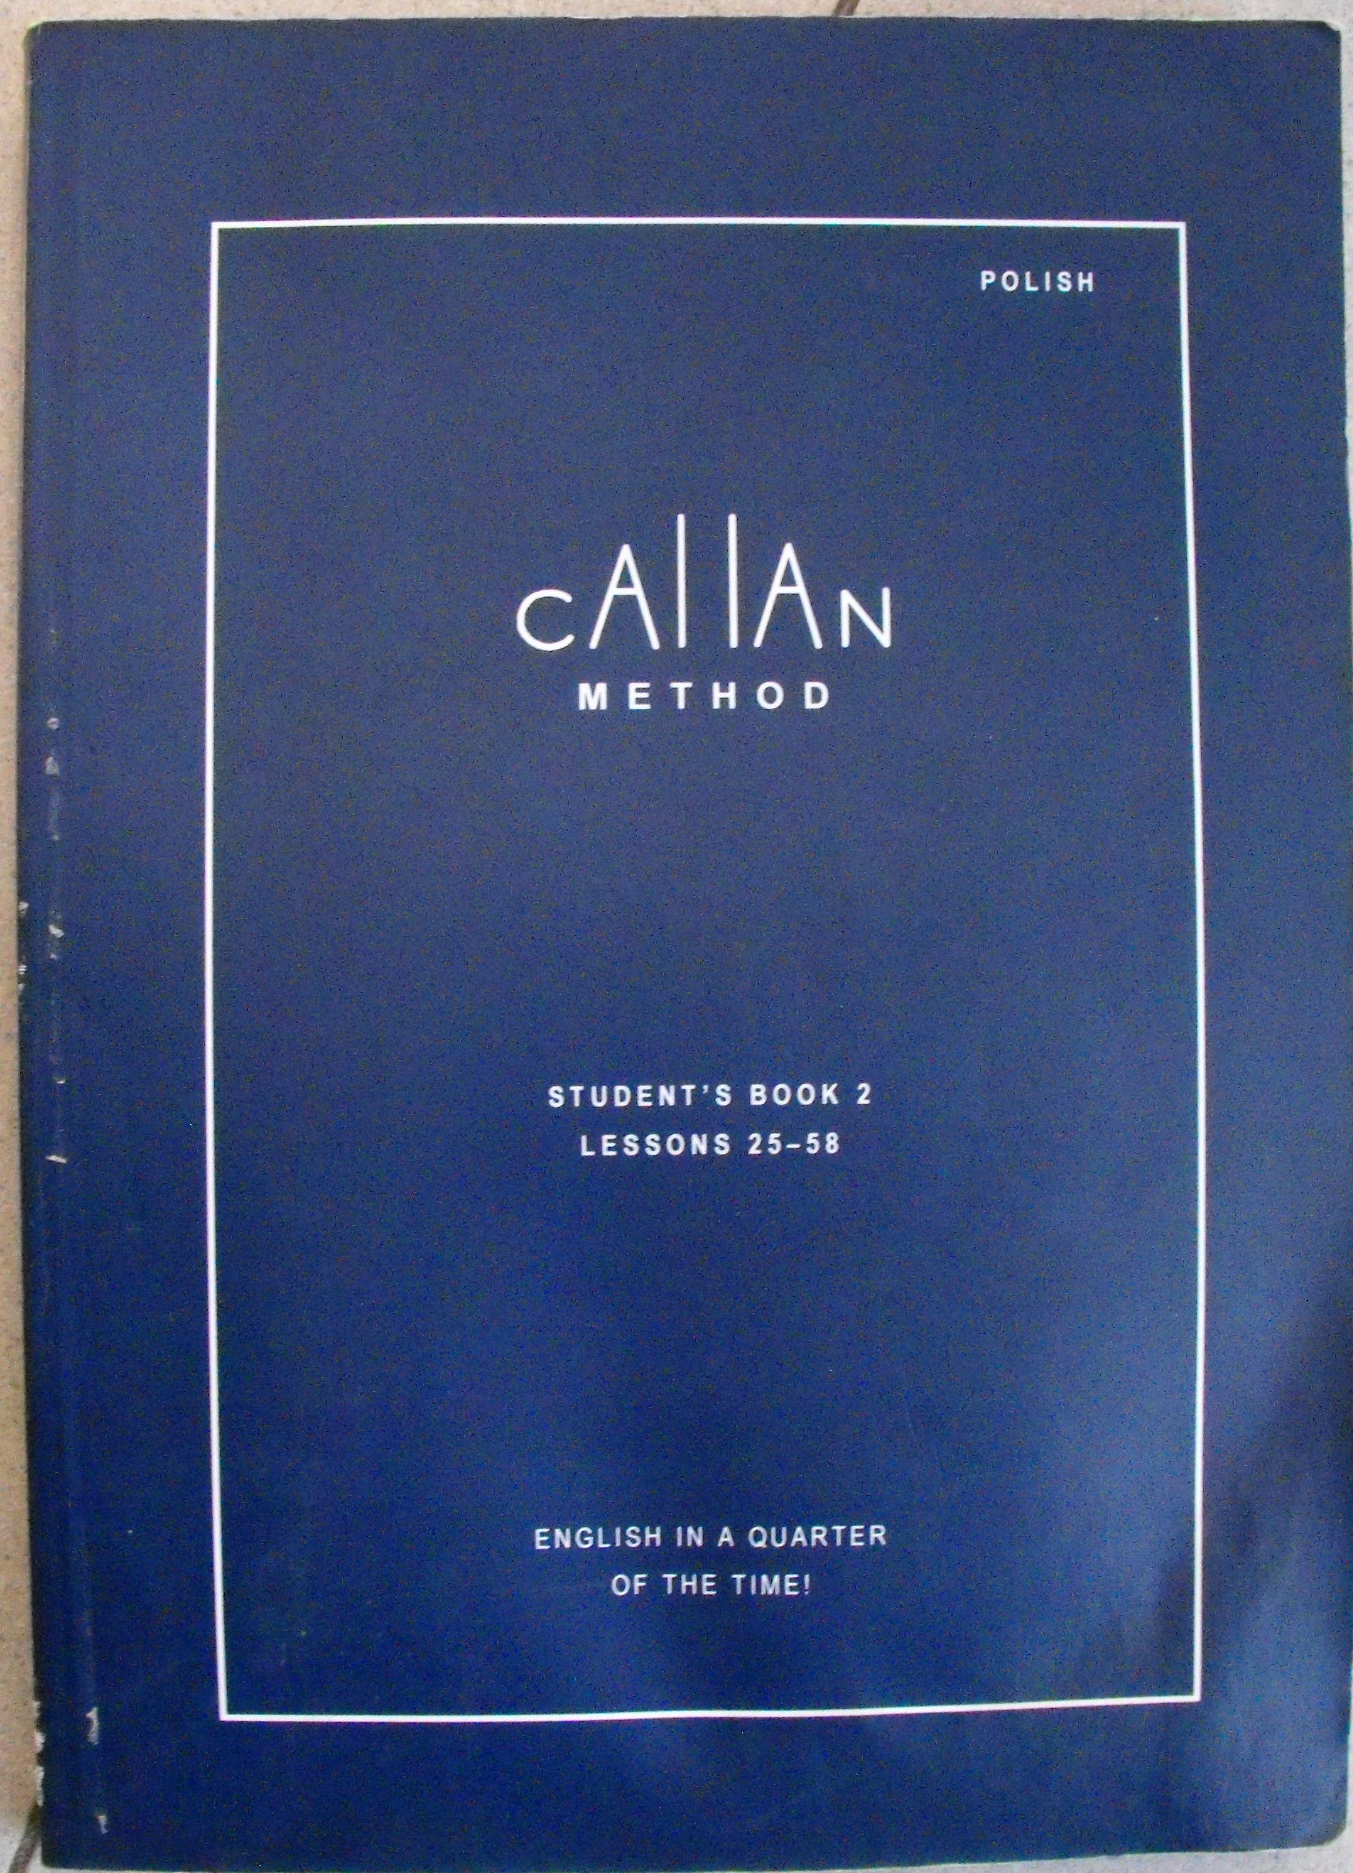 POLISH
CAllAN
METHOD
STUDENT'S BOOK 2
LESSONS 25–58
ENGLISH IN A QUARTER
OF THE TIME!